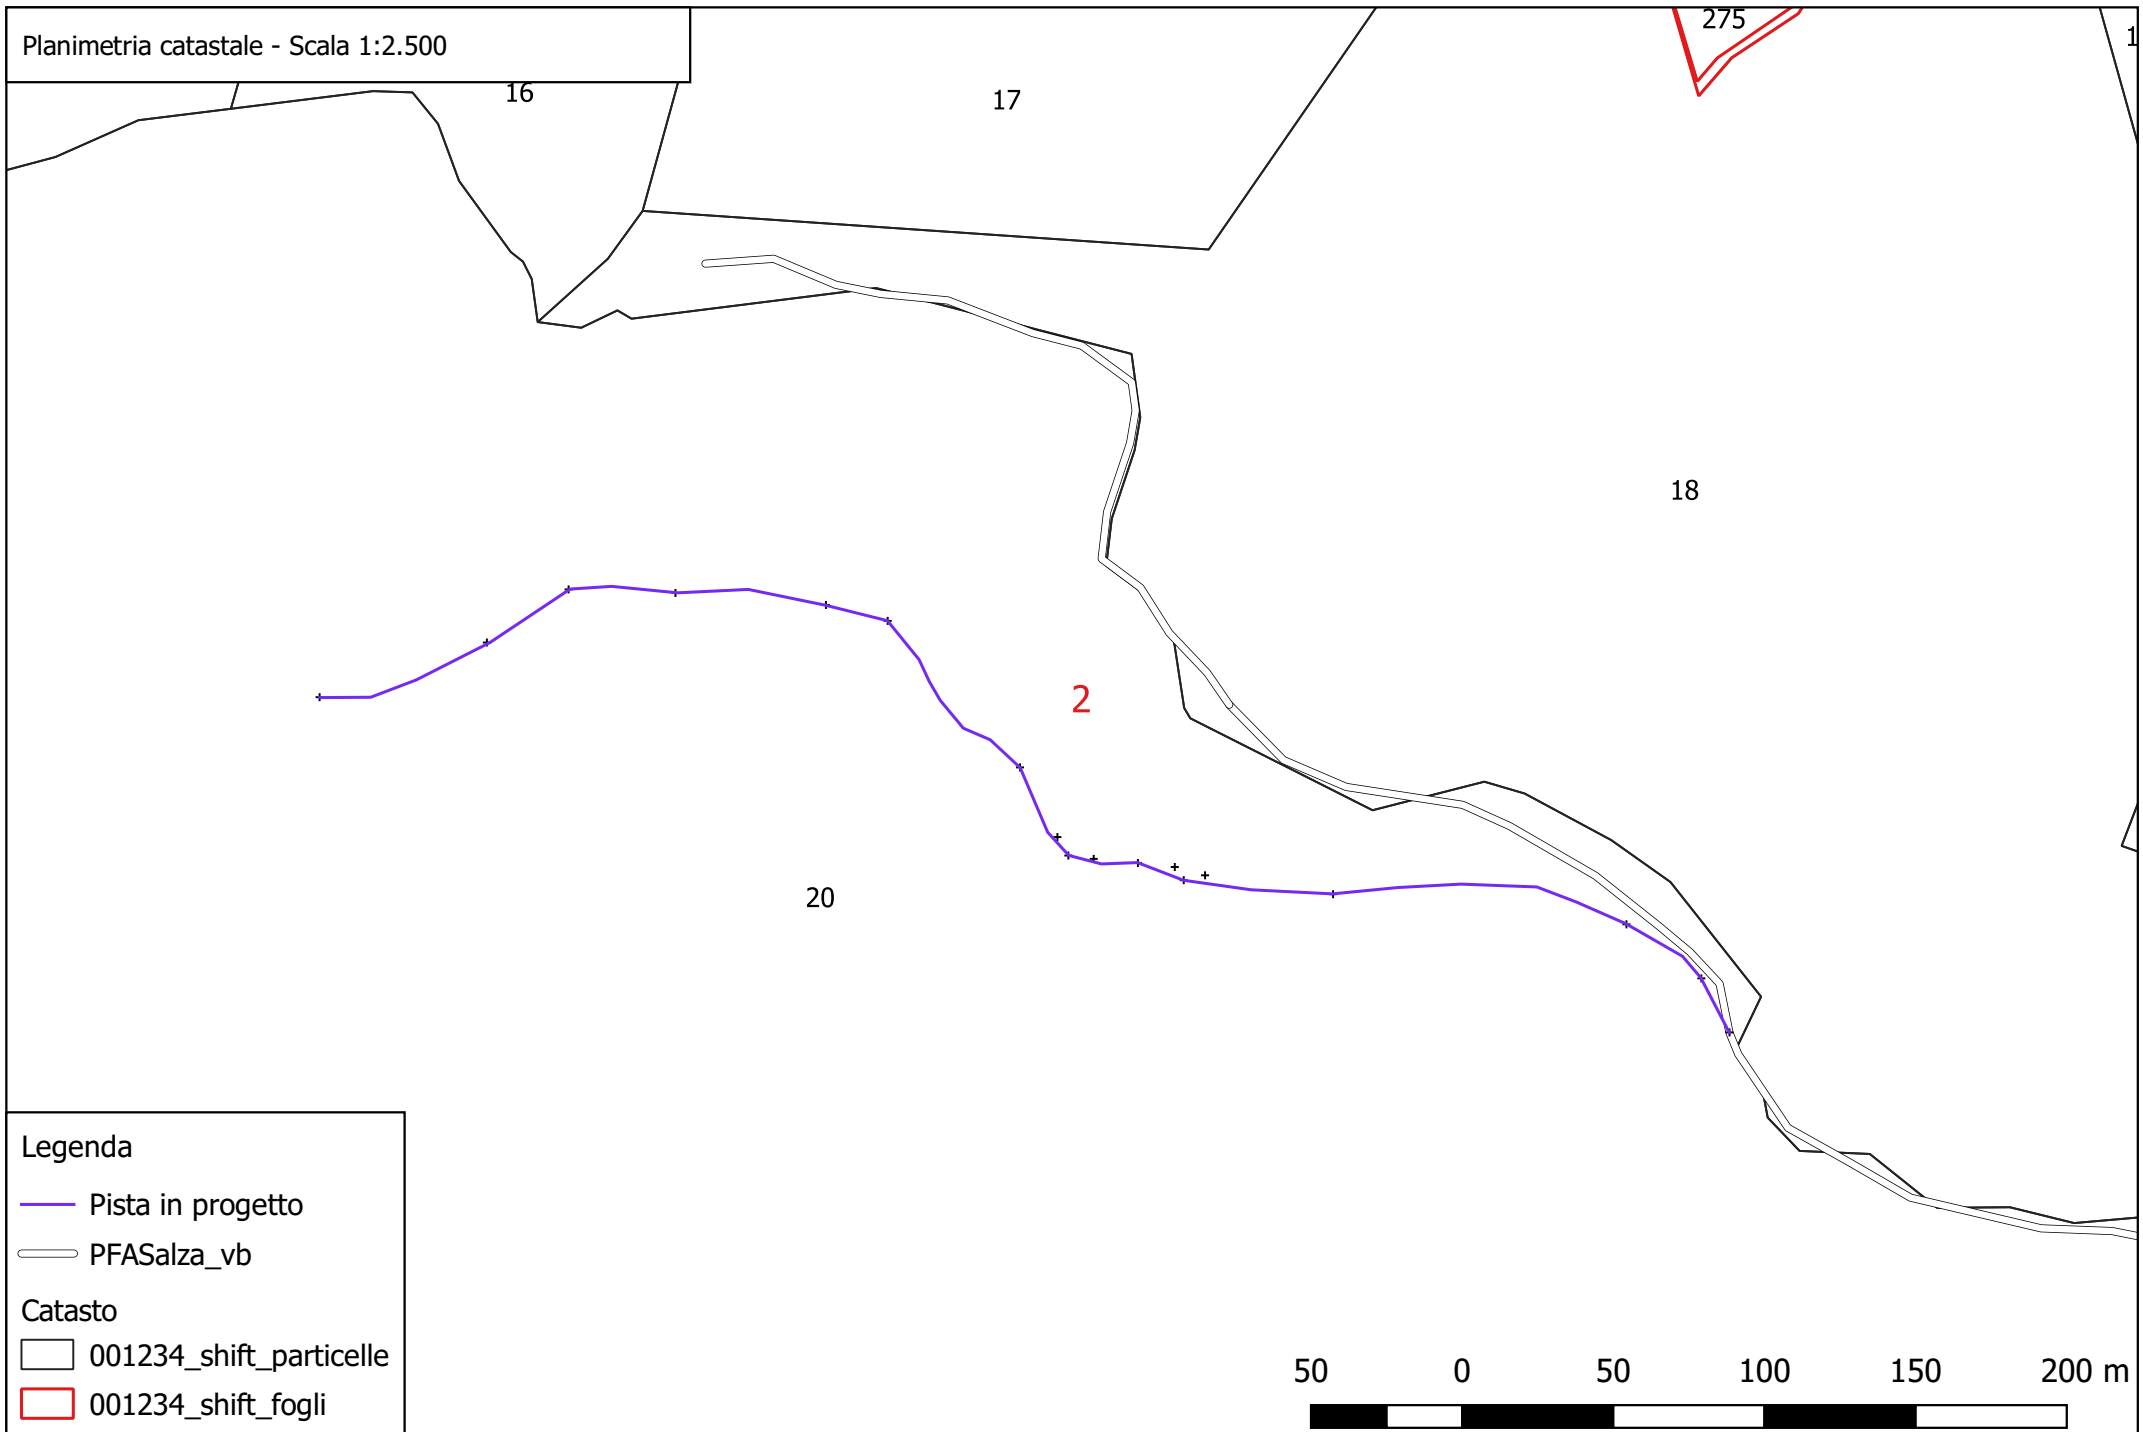 Planimetria catastale - Scala 1:2.500
275
1
16
17
18
2
20
Legenda
Pista in progetto
PFASalza_vb
Catasto
001234_shift_particelle
001234_shift_fogli
50 0 50 100 150 200 m